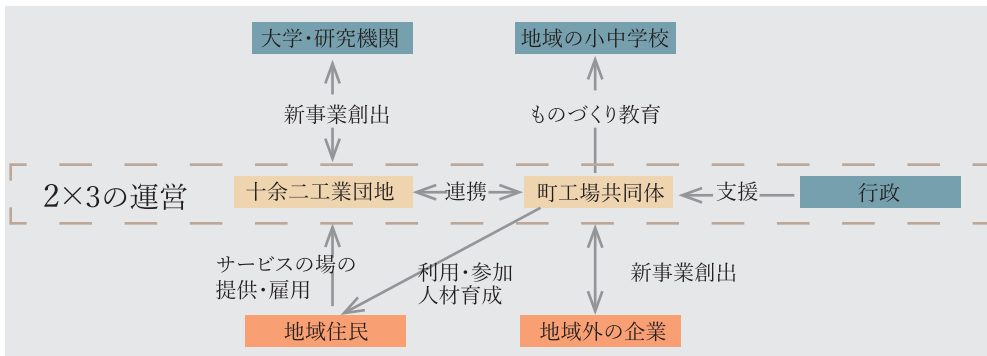 大学・研究機関
地域の小中学校
新事業創出
ものづくり教育
2×3の運営
十余二工業団地
連携
町工場共同体
支援
行政
サービスの場の
提供・雇用
利用・参加
人材育成
新事業創出
地域住民
地域外の企業